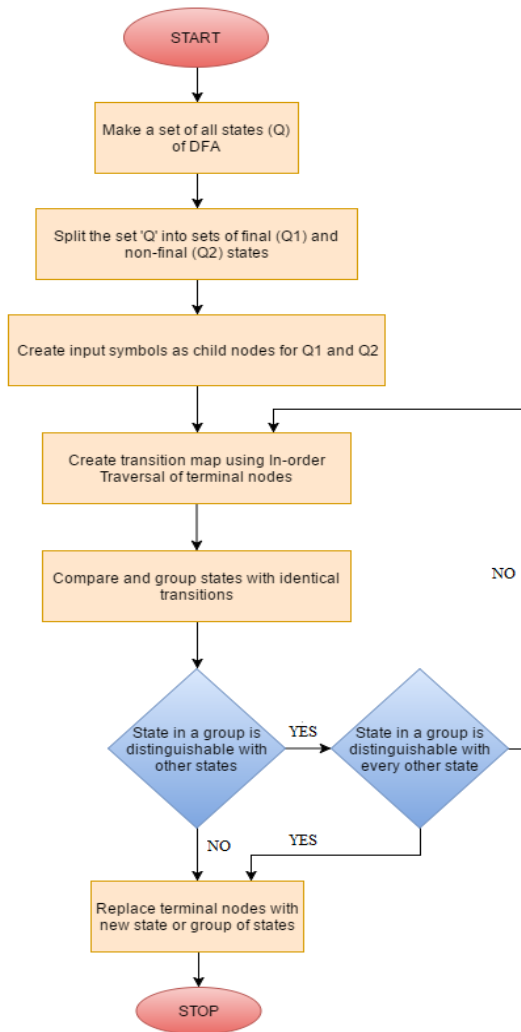 START
Make a set of all states (Q)
of DFA
Split the set 'Q' into sets of final (Q1) and
non-final (Q2) states
Create input symbols as child nodes for Q1 and Q2
Create transition map using In-order
Traversal of terminal nodes
Compare and group states with identical
transitions
NO
State in a group is
distinguishable with
other states
YES
State in a group is
distinguishable with
every other state
NO
YES
Replace terminal nodes with
new state or group of states
STOP